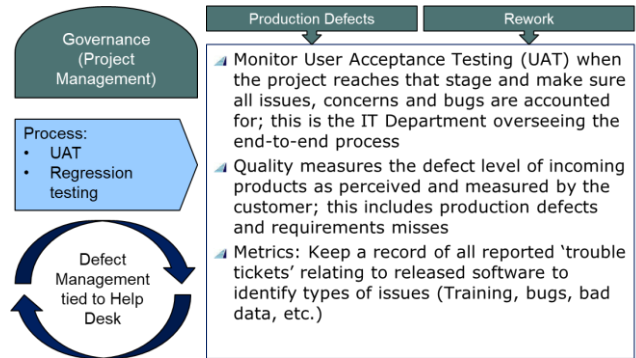 Governance
(Project
Management)
Production Defects
Rework
Process:
• UAT
• Regression
testing
Defect
Management
tied to Help
Desk
Monitor User Acceptance Testing (UAT) when
the project reaches that stage and make sure
all issues, concerns and bugs are accounted
for; this is the IT Department overseeing the
end-to-end process
Quality measures the defect level of incoming
products as perceived and measured by the
customer; this includes production defects
and requirements misses
Metrics: Keep a record of all reported ‘trouble
tickets’ relating to released software to
identify types of issues (Training, bugs, bad
data, etc.)